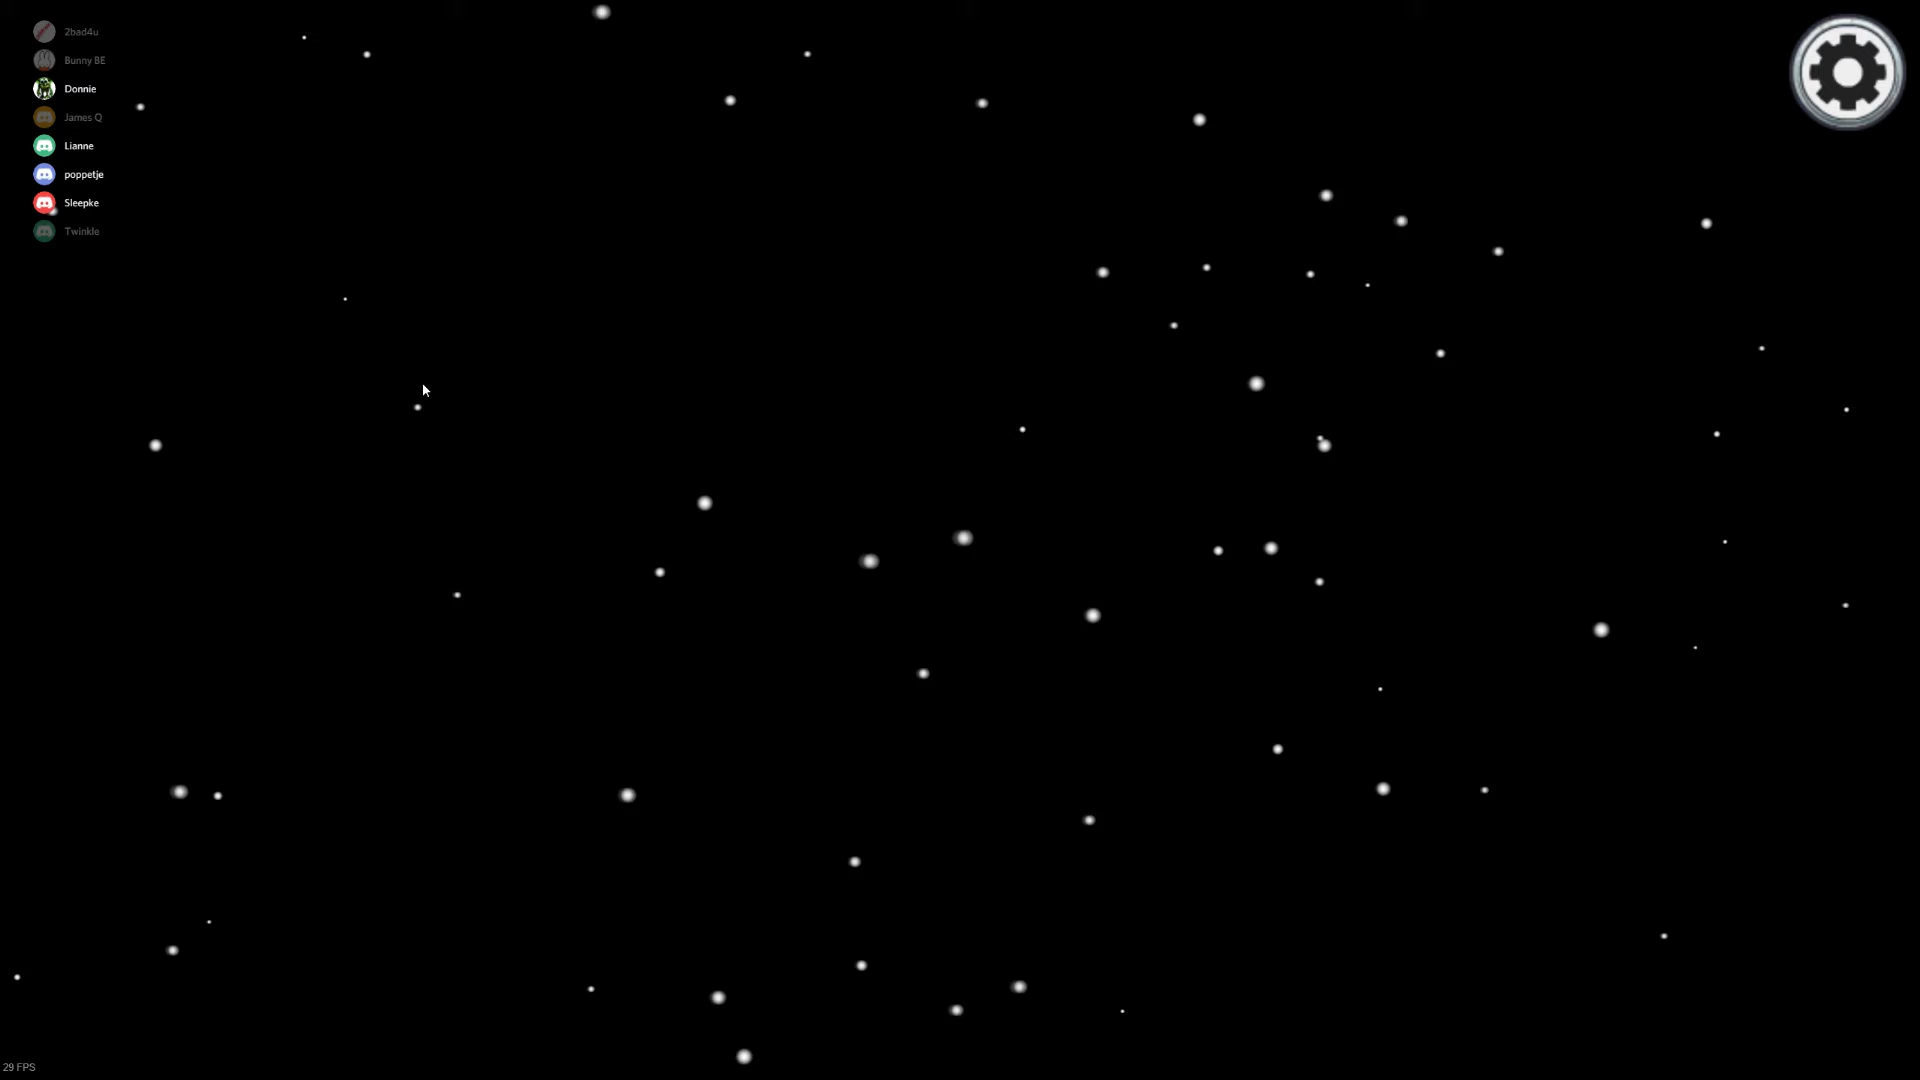 2bad4u
Bunny BE
Donnie
James Q
Lianne
poppetje
Sleepke
Twinkle
29 FPS